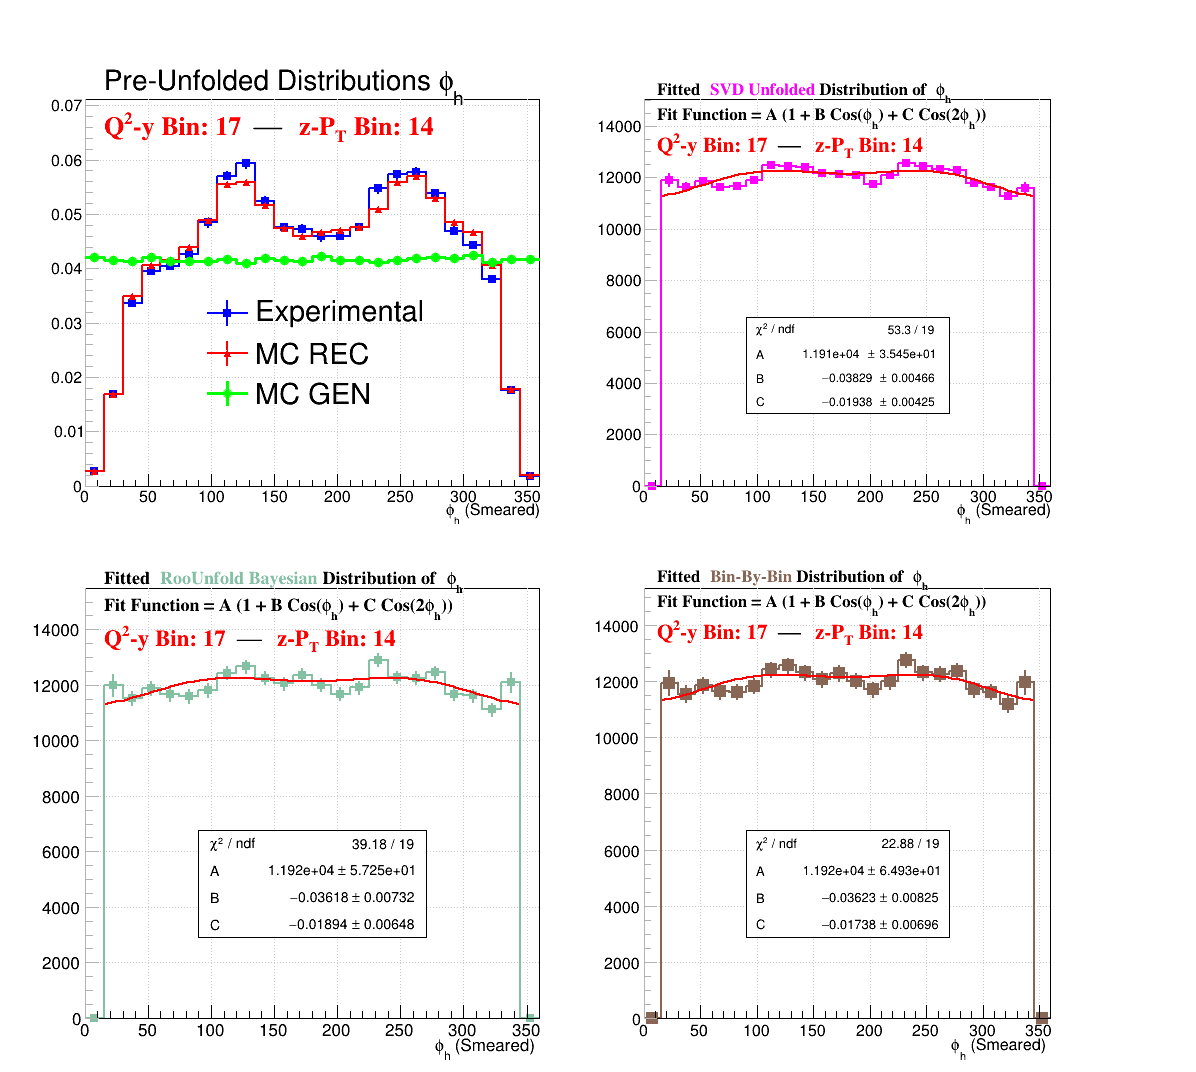 Pre-Unfolded Distributions ϕh
Q²-y Bin: 17 — z-PT Bin: 14
0.07
0.06
0.05
0.04
0.03
0.02
0.01
0
Experimental
MC REC
MC GEN
0 50 100 150 200 250 300 350
ϕh (Smeared)
Fitted SVD Unfolded Distribution of ϕh
Fit Function = A (1 + B Cos(ϕh) + C Cos(2ϕh))
Q²-y Bin: 17 — z-PT Bin: 14
14000
12000
10000
8000
6000
4000
2000
0
χ² / ndf 53.3 / 19
A 1.191e+04 ± 3.545e+01
B −0.03829 ± 0.00466
C −0.01938 ± 0.00425
0 50 100 150 200 250 300 350
ϕh (Smeared)
Fitted RooUnfold Bayesian Distribution of ϕh
Fit Function = A (1 + B Cos(ϕh) + C Cos(2ϕh))
Q²-y Bin: 17 — z-PT Bin: 14
14000
12000
10000
8000
6000
4000
2000
0
χ² / ndf 39.18 / 19
A 1.192e+04 ± 5.725e+01
B −0.03618 ± 0.00732
C −0.01894 ± 0.00648
0 50 100 150 200 250 300 350
ϕh (Smeared)
Fitted Bin-By-Bin Distribution of ϕh
Fit Function = A (1 + B Cos(ϕh) + C Cos(2ϕh))
Q²-y Bin: 17 — z-PT Bin: 14
14000
12000
10000
8000
6000
4000
2000
0
χ² / ndf 22.88 / 19
A 1.192e+04 ± 6.493e+01
B −0.03623 ± 0.00825
C −0.01738 ± 0.00696
0 50 100 150 200 250 300 350
ϕh (Smeared)